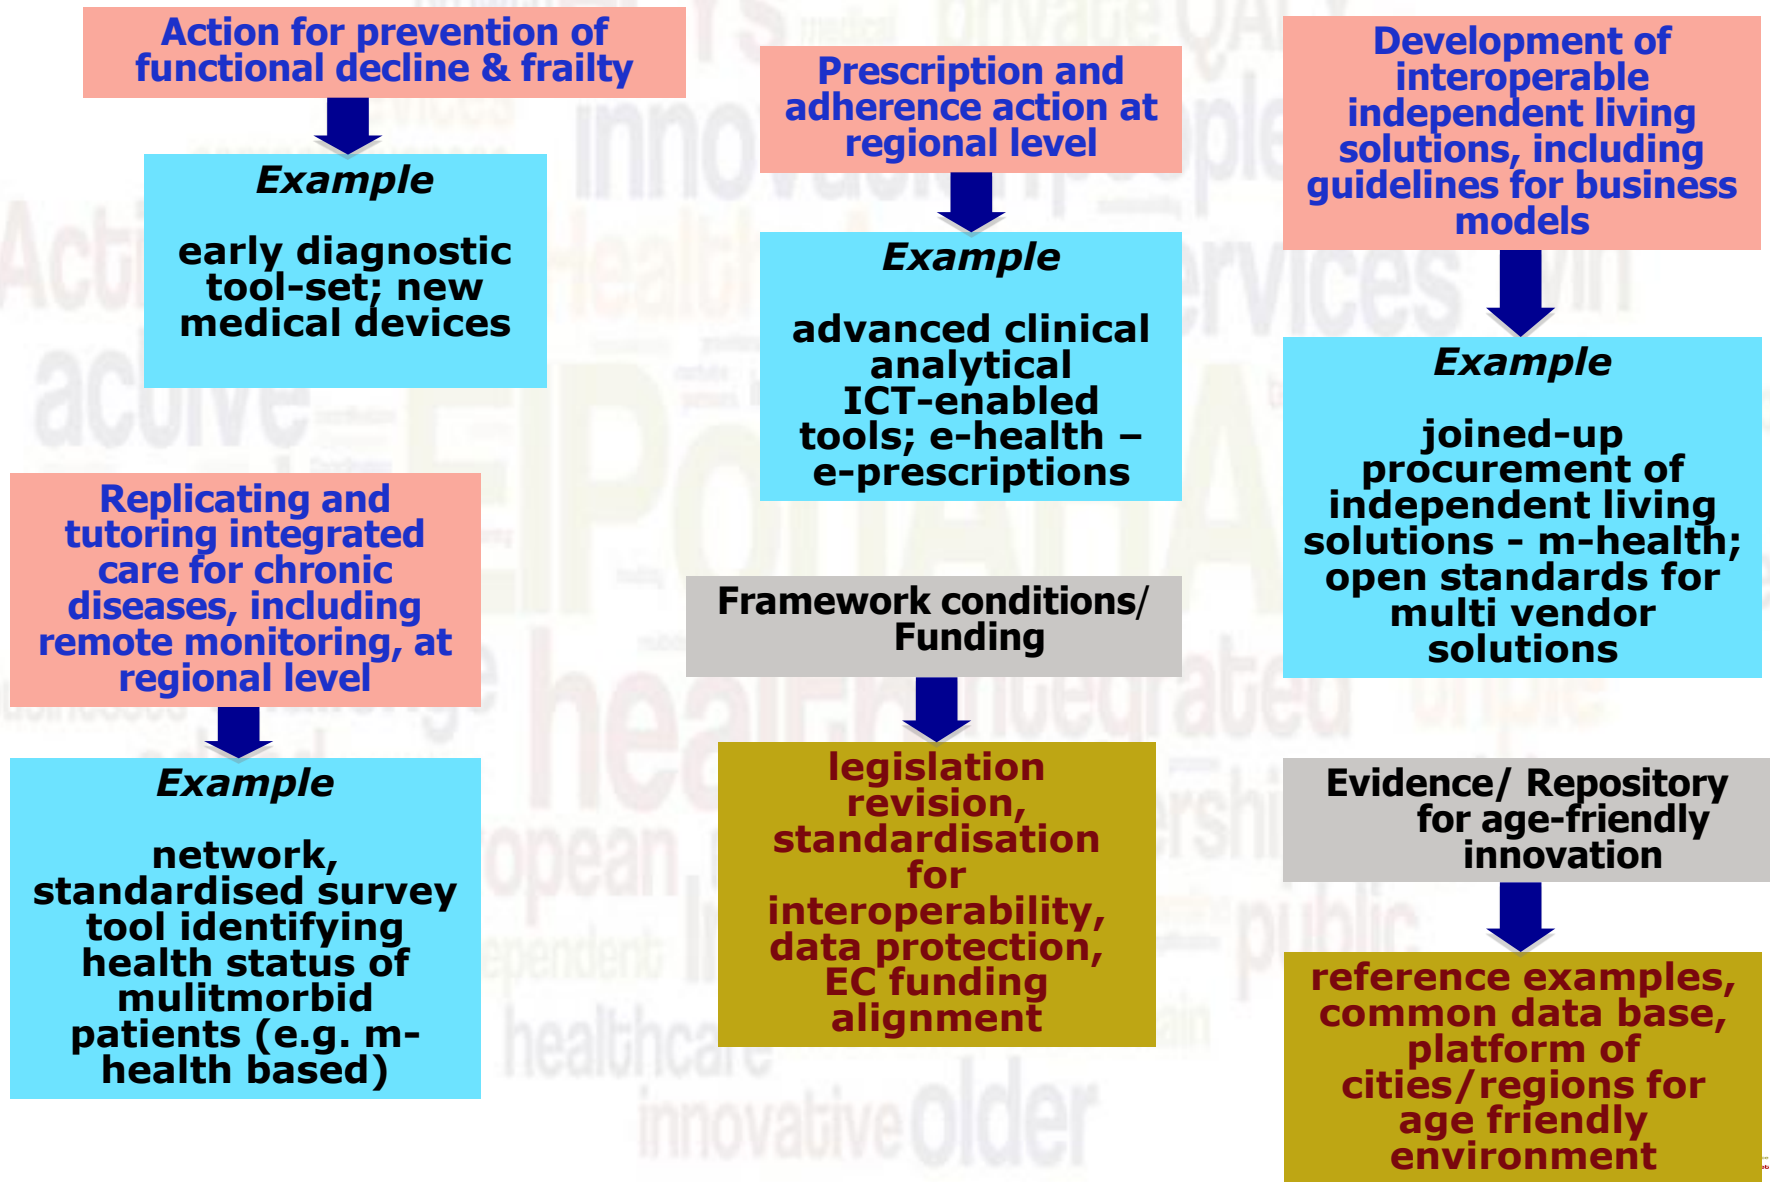 Action for prevention of
functional decline & frailty
Example
early diagnostic
tool-set; new
medical devices
Prescription and
adherence action at
regional level
Example
advanced clinical
analytical
ICT-enabled
tools; e-health –
e-prescriptions
Development of
interoperable
independent living
solutions, including
guidelines for business
models
Example
joined-up
procurement of
independent living
solutions - m-health;
open standards for
multi vendor
solutions
Replicating and
tutoring integrated
care for chronic
diseases, including
remote monitoring, at
regional level
Example
network,
standardised survey
tool identifying
health status of
mulitmorbid
patients (e.g. m-
health based)
Framework conditions/
Funding
legislation
revision,
standardisation
for
interoperability,
data protection,
EC funding
alignment
Evidence/ Repository
for age-friendly
innovation
reference examples,
common data base,
platform of
cities/regions for
age friendly
environment
healthcare
innovative older
public